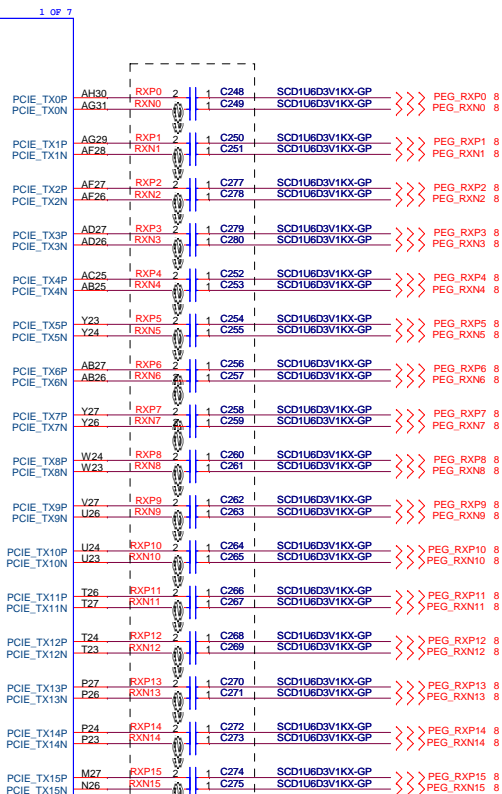 1 OF 7
PCIE_TX0P AH30 RXP0 2 1 C248 SCD1U6D3V1KX-GP PEG_RXP0 8
PCIE_TX0N AG31 RXN0 1 C249 SCD1U6D3V1KX-GP PEG_RXN0 8
PCIE_TX1P AG29 RXP1 2 1 C250 SCD1U6D3V1KX-GP PEG_RXP1 8
PCIE_TX1N AF28 RXN1 1 C251 SCD1U6D3V1KX-GP PEG_RXN1 8
PCIE_TX2P AF27 RXP2 2 1 C277 SCD1U6D3V1KX-GP PEG_RXP2 8
PCIE_TX2N AF26 RXN2 1 C278 SCD1U6D3V1KX-GP PEG_RXN2 8
PCIE_TX3P AD27 RXP3 2 1 C279 SCD1U6D3V1KX-GP PEG_RXP3 8
PCIE_TX3N AD26 RXN3 1 C280 SCD1U6D3V1KX-GP PEG_RXN3 8
PCIE_TX4P AC25 RXP4 2 1 C252 SCD1U6D3V1KX-GP PEG_RXP4 8
PCIE_TX4N AB25 RXN4 1 C253 SCD1U6D3V1KX-GP PEG_RXN4 8
PCIE_TX5P Y23 RXP5 2 1 C254 SCD1U6D3V1KX-GP PEG_RXP5 8
PCIE_TX5N Y24 RXN5 1 C255 SCD1U6D3V1KX-GP PEG_RXN5 8
PCIE_TX6P AB27 RXP6 2 1 C256 SCD1U6D3V1KX-GP PEG_RXP6 8
PCIE_TX6N AB26 RXN6 1 C257 SCD1U6D3V1KX-GP PEG_RXN6 8
PCIE_TX7P Y27 RXP7 2 1 C258 SCD1U6D3V1KX-GP PEG_RXP7 8
PCIE_TX7N Y26 RXN7 1 C259 SCD1U6D3V1KX-GP PEG_RXN7 8
PCIE_TX8P W24 RXP8 2 1 C260 SCD1U6D3V1KX-GP PEG_RXP8 8
PCIE_TX8N W23 RXN8 1 C261 SCD1U6D3V1KX-GP PEG_RXN8 8
PCIE_TX9P V27 RXP9 2 1 C262 SCD1U6D3V1KX-GP PEG_RXP9 8
PCIE_TX9N U26 RXN9 1 C263 SCD1U6D3V1KX-GP PEG_RXN9 8
PCIE_TX10P U24 RXP10 2 1 C264 SCD1U6D3V1KX-GP PEG_RXP10 8
PCIE_TX10N U23 RXN10 1 C265 SCD1U6D3V1KX-GP PEG_RXN10 8
PCIE_TX11P T26 RXP11 2 1 C266 SCD1U6D3V1KX-GP PEG_RXP11 8
PCIE_TX11N T27 RXN11 1 C267 SCD1U6D3V1KX-GP PEG_RXN11 8
PCIE_TX12P T24 RXP12 2 1 C268 SCD1U6D3V1KX-GP PEG_RXP12 8
PCIE_TX12N T23 RXN12 1 C269 SCD1U6D3V1KX-GP PEG_RXN12 8
PCIE_TX13P P27 RXP13 2 1 C270 SCD1U6D3V1KX-GP PEG_RXP13 8
PCIE_TX13N P26 RXN13 1 C271 SCD1U6D3V1KX-GP PEG_RXN13 8
PCIE_TX14P P24 RXP14 2 1 C272 SCD1U6D3V1KX-GP PEG_RXP14 8
PCIE_TX14N P23 RXN14 1 C273 SCD1U6D3V1KX-GP PEG_RXN14 8
PCIE_TX15P M27 RXP15 2 1 C274 SCD1U6D3V1KX-GP PEG_RXP15 8
PCIE_TX15N N26 RXN15 1 C275 SCD1U6D3V1KX-GP PEG_RXN15 8